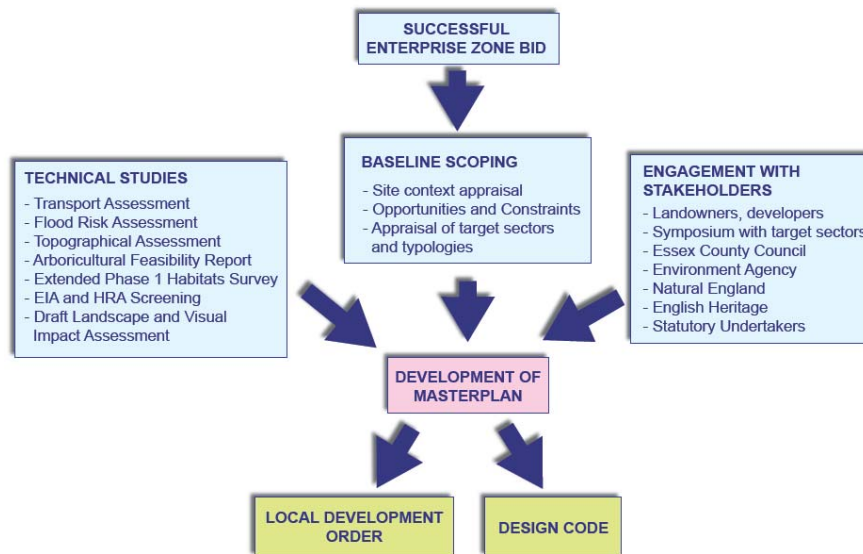 SUCCESSFUL
ENTERPRISE ZONE BID
TECHNICAL STUDIES
- Transport Assessment
- Flood Risk Assessment
- Topographical Assessment
- Arboricultural Feasibility Report
- Extended Phase 1 Habitats Survey
- EIA and HRA Screening
- Draft Landscape and Visual
Impact Assessment
BASELINE SCOPING
- Site context appraisal
- Opportunities and Constraints
- Appraisal of target sectors
and typologies
ENGAGEMENT WITH
STAKEHOLDERS
- Landowners, developers
- Symposium with target sectors
- Essex County Council
- Environment Agency
- Natural England
- English Heritage
- Statutory Undertakers
DEVELOPMENT OF
MASTERPLAN
LOCAL DEVELOPMENT
ORDER
DESIGN CODE